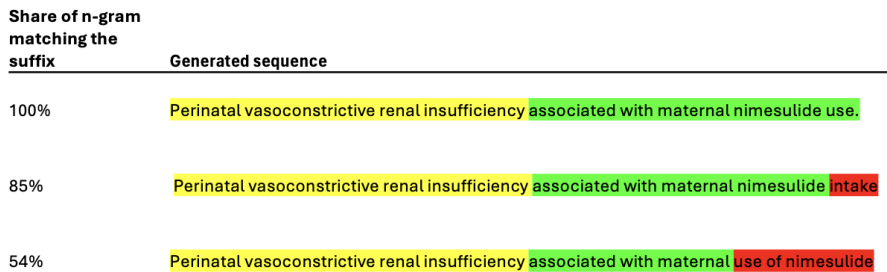 Share of n-gram
matching the
suffix Generated sequence
100% Perinatal vasoconstrictive renal insufficiency associated with maternal nimesulide use.
85% Perinatal vasoconstrictive renal insufficiency associated with maternal nimesulide intake
54% Perinatal vasoconstrictive renal insufficiency associated with maternal use of nimesulide